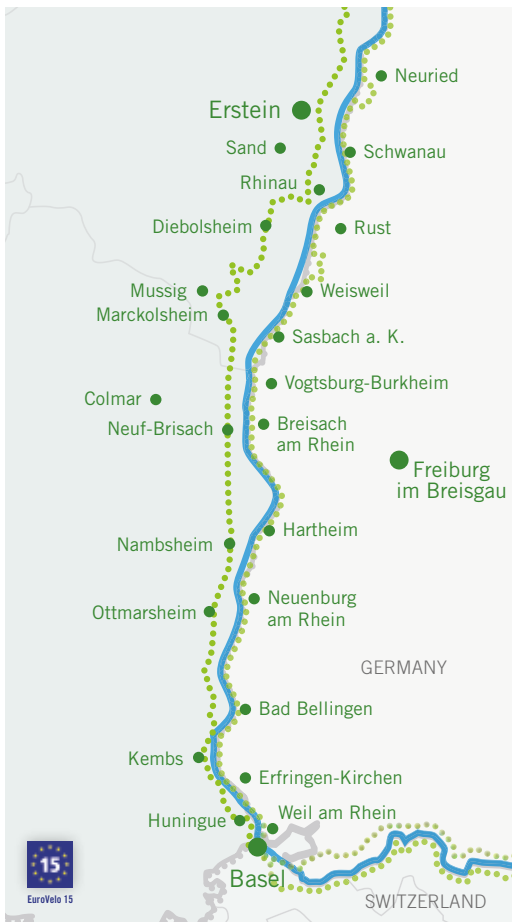 Neuried
Erstein
Sand
Schwanau
Rhinau
Diebolsheim
Rust
Mussig
Weisweil
Marckolsheim
Sasbach a. K.
Vogtsburg-Burkheim
Colmar
Neuf-Brisach
Breisach
am Rhein
Freiburg
im Breisgau
Hartheim
Nambsheim
Neuenburg
am Rhein
Ottmarsheim
GERMANY
Bad Bellingen
Kembs
Erfringen-Kirchen
Huningue
Weil am Rhein
15
Basel
EuroVelo 15
SWITZERLAND